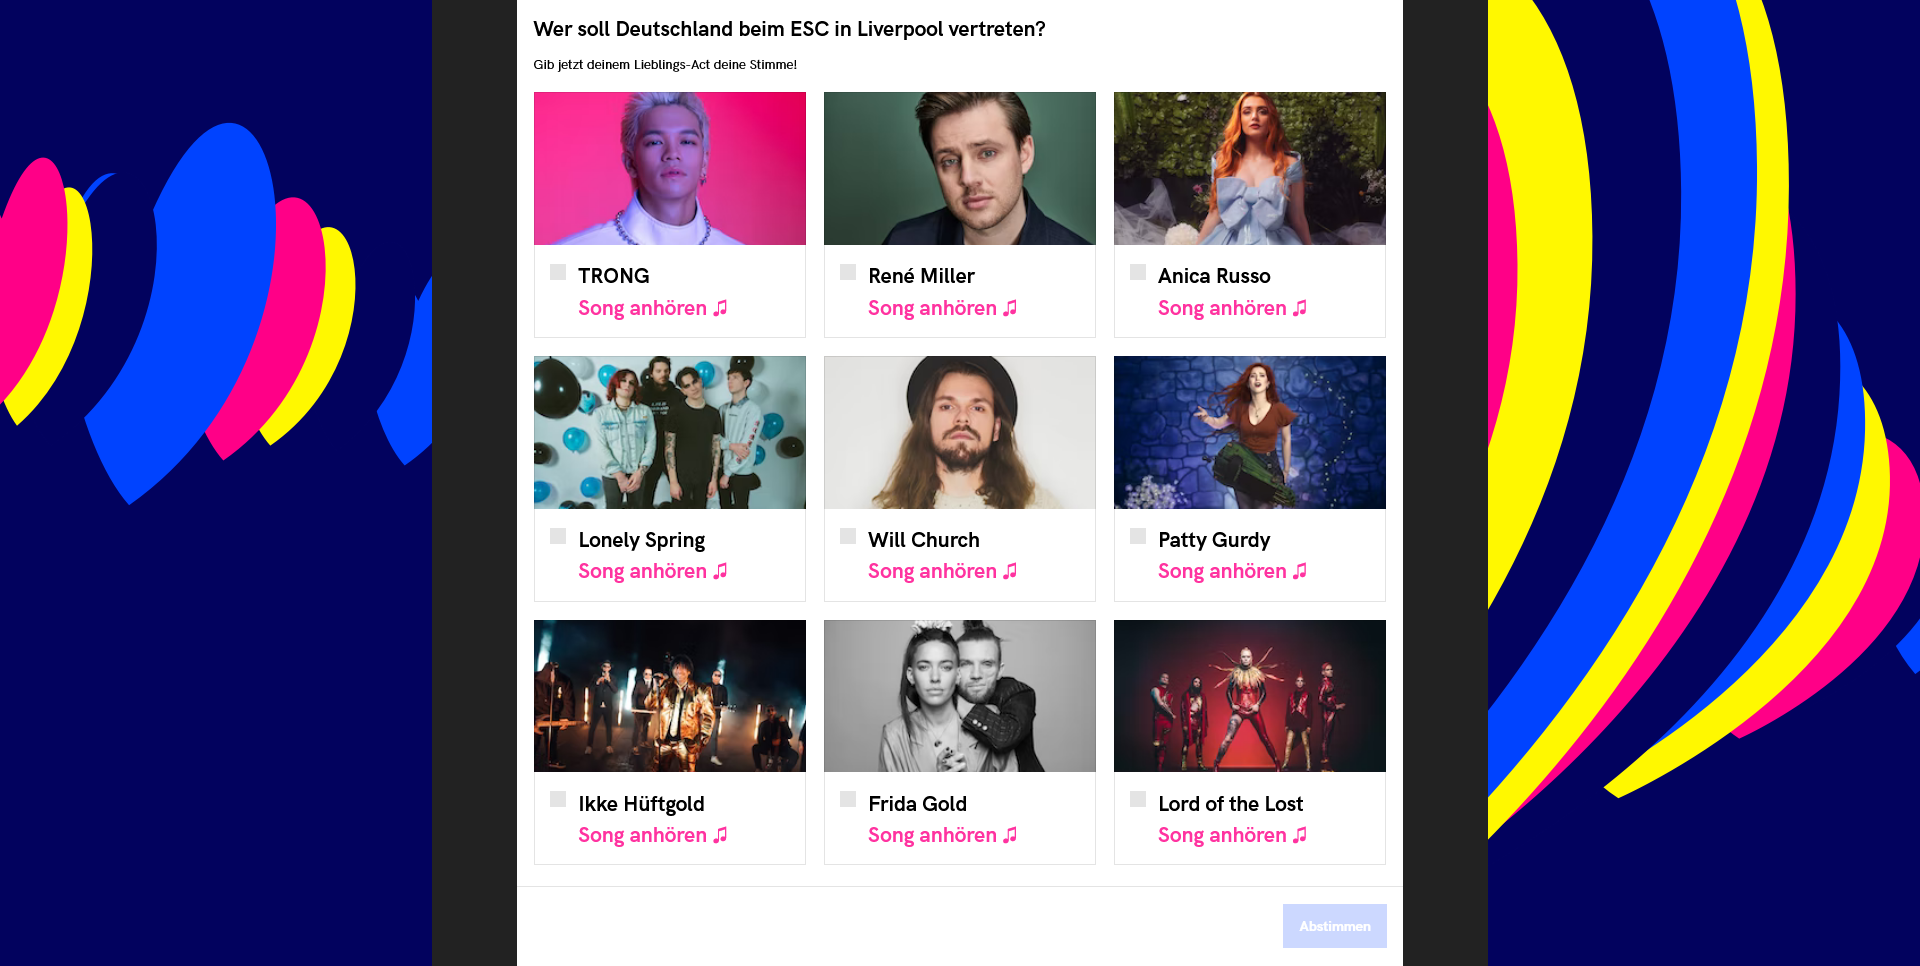 Wer soll Deutschland beim ESC in Liverpool vertreten?
Gib jetzt deinem Lieblings-Act deine Stimme!
TRONG
Song anhören ♫
René Miller
Song anhören ♫
Anica Russo
Song anhören ♫
Lonely Spring
Song anhören ♫
Will Church
Song anhören ♫
Patty Gurdy
Song anhören ♫
Ikke Hüftgold
Song anhören ♫
Frida Gold
Song anhören ♫
Lord of the Lost
Song anhören ♫
Abstimmen